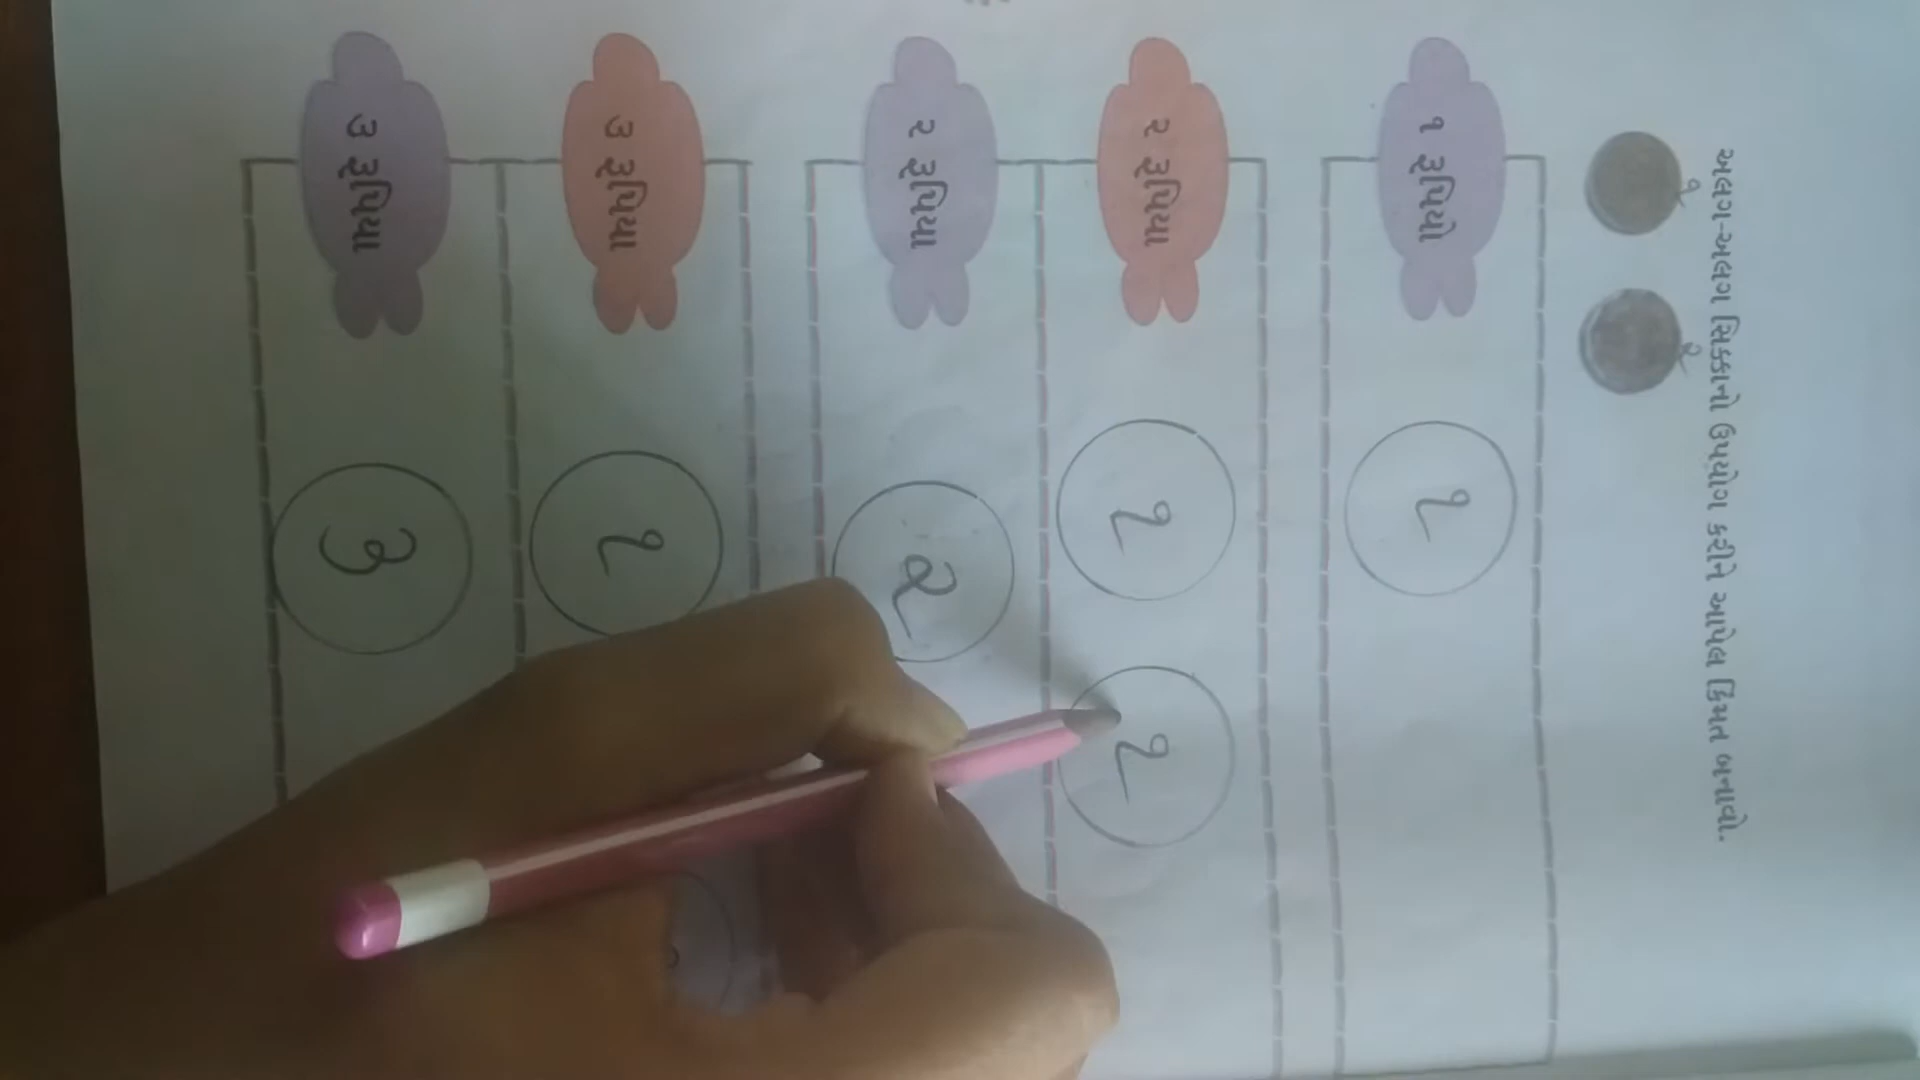 અલગ-અલગ સિક્કાનો ઉપયોગ કરીને આપેલ કિંમત બનાવો.
૧
૨
૧ રૂપિયો
૧
૨ રૂપિયા
૧
૧
૨ રૂપિયા
૨
૩ રૂપિયા
૧
૩ રૂપિયા
૩